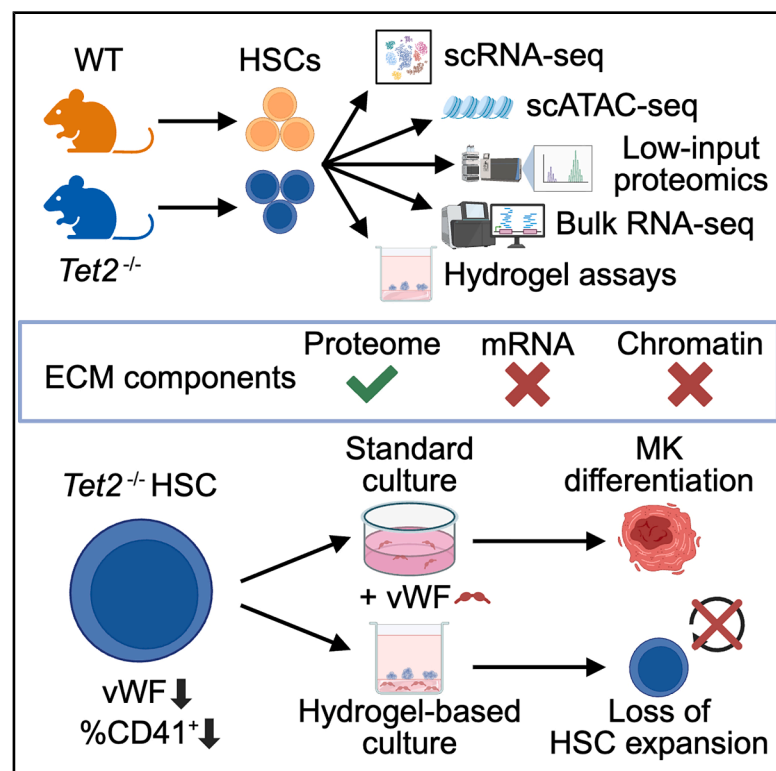 WT
HSCs
scRNA-seq
scATAC-seq
Low-input
proteomics
Bulk RNA-seq
Hydrogel assays
Tet2 -/-
ECM components
Proteome
mRNA
Chromatin
Tet2 -/- HSC
vWF
%CD41+
Standard
culture
+ vWF
Hydrogel-based
culture
MK
differentiation
Loss of
HSC expansion